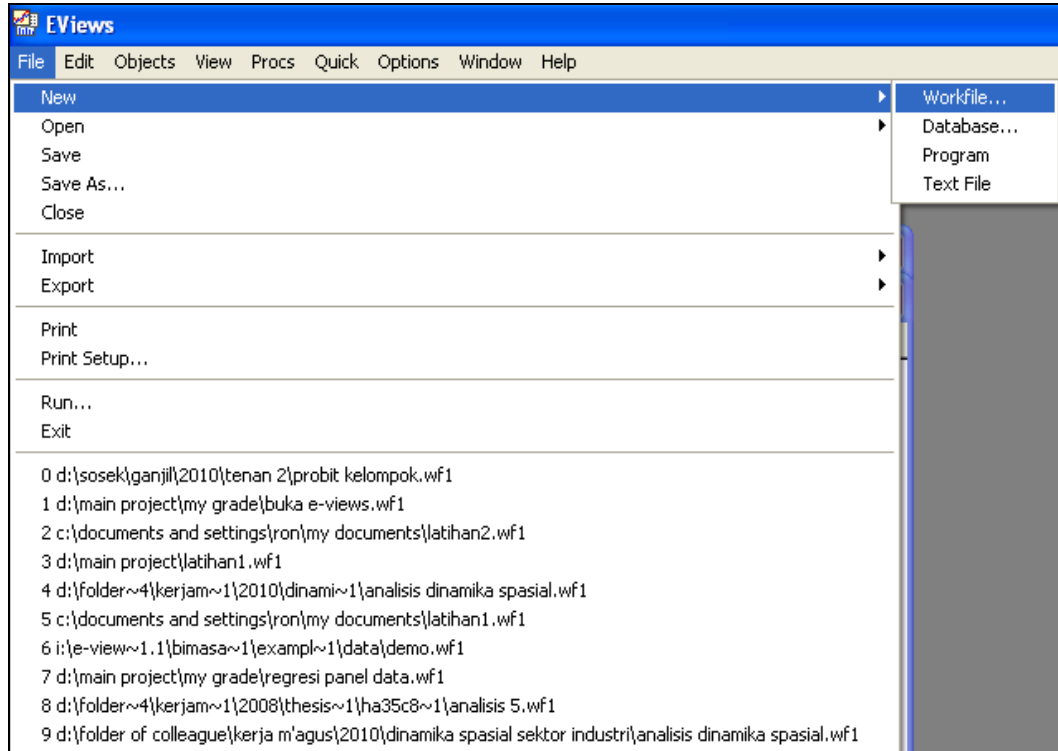 EViews
File Edit Objects View Procs Quick Options Window Help
New
Open
Save
Save As...
Close
Import
Export
Print
Print Setup...
Run...
Exit
0 d:\sosek\ganjil\2010\tenan 2\probit kelompok.wf1
1 d:\main project\my grade\buka e-views.wf1
2 c:\documents and settings\ron\my documents\latihan2.wf1
3 d:\main project\latihan1.wf1
4 d:\folder~4\kerjam~1\2010\dinami~1\analisis dinamika spasial.wf1
5 c:\documents and settings\ron\my documents\latihan1.wf1
6 i:\e-view~1.1\bimasa~1\exampl~1\data\demo.wf1
7 d:\main project\my grade\regresi panel data.wf1
8 d:\folder~4\kerjam~1\2008\thesis~1\ha35c8~1\analisis 5.wf1
9 d:\folder of colleague\kerja m'agus\2010\dinamika spasial sektor industri\analisis dinamika spasial.wf1
Workfile...
Database...
Program
Text File